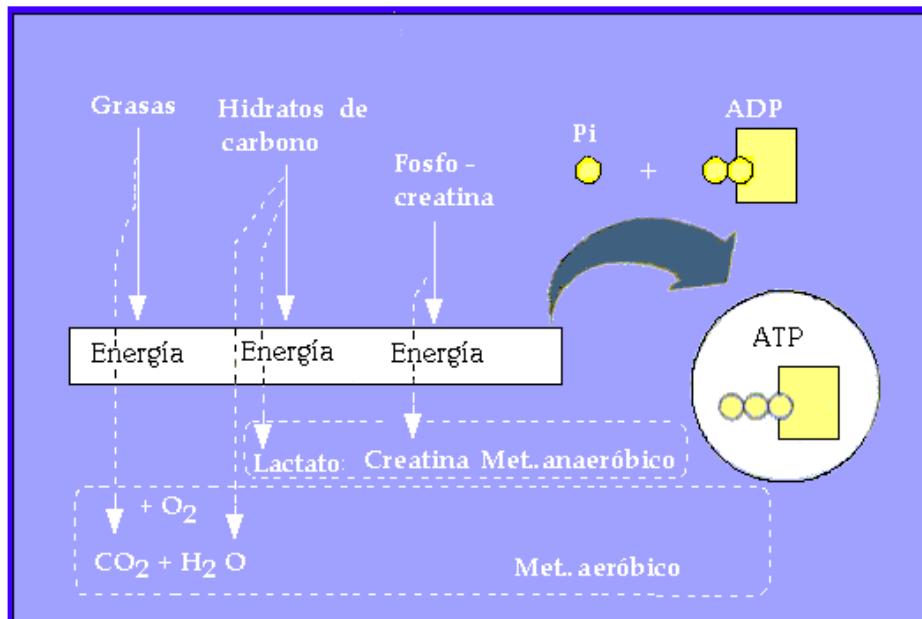 Grasas
Hidratos de
carbono
Fosfo-
creatina
Pi
+
ADP
Energía
Energía
Energía
ATP
Lactato: Creatina Met..anaeróbico
+ O2
CO2 + H2 O
Met.. aeróbico